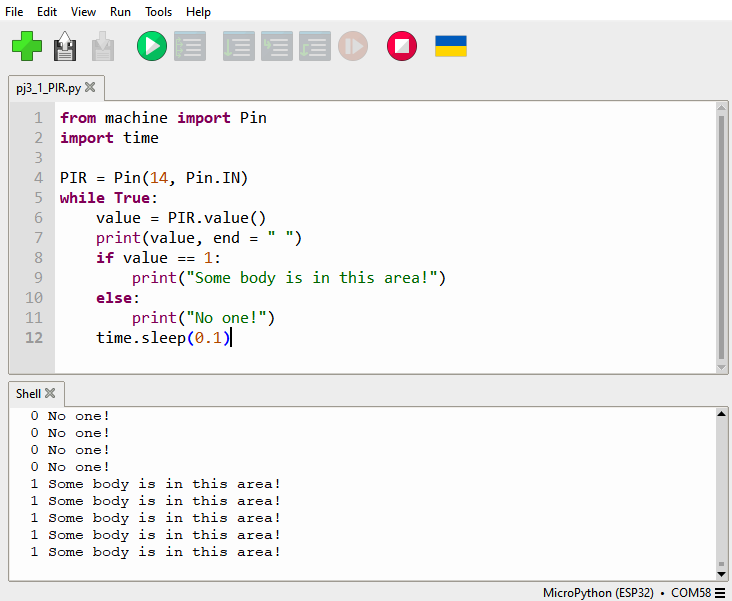 File Edit View Run Tools Help
pj3_1_PIR.py
1 from machine import Pin
2 import time
3
4 PIR = Pin(14, Pin.IN)
5 while True:
6     value = PIR.value()
7     print(value, end = " ")
8     if value == 1:
9         print("Some body is in this area!")
10     else:
11         print("No one!")
12     time.sleep(0.1)
Shell
0 No one!
0 No one!
0 No one!
0 No one!
1 Some body is in this area!
1 Some body is in this area!
1 Some body is in this area!
1 Some body is in this area!
1 Some body is in this area!
MicroPython (ESP32) • COM58